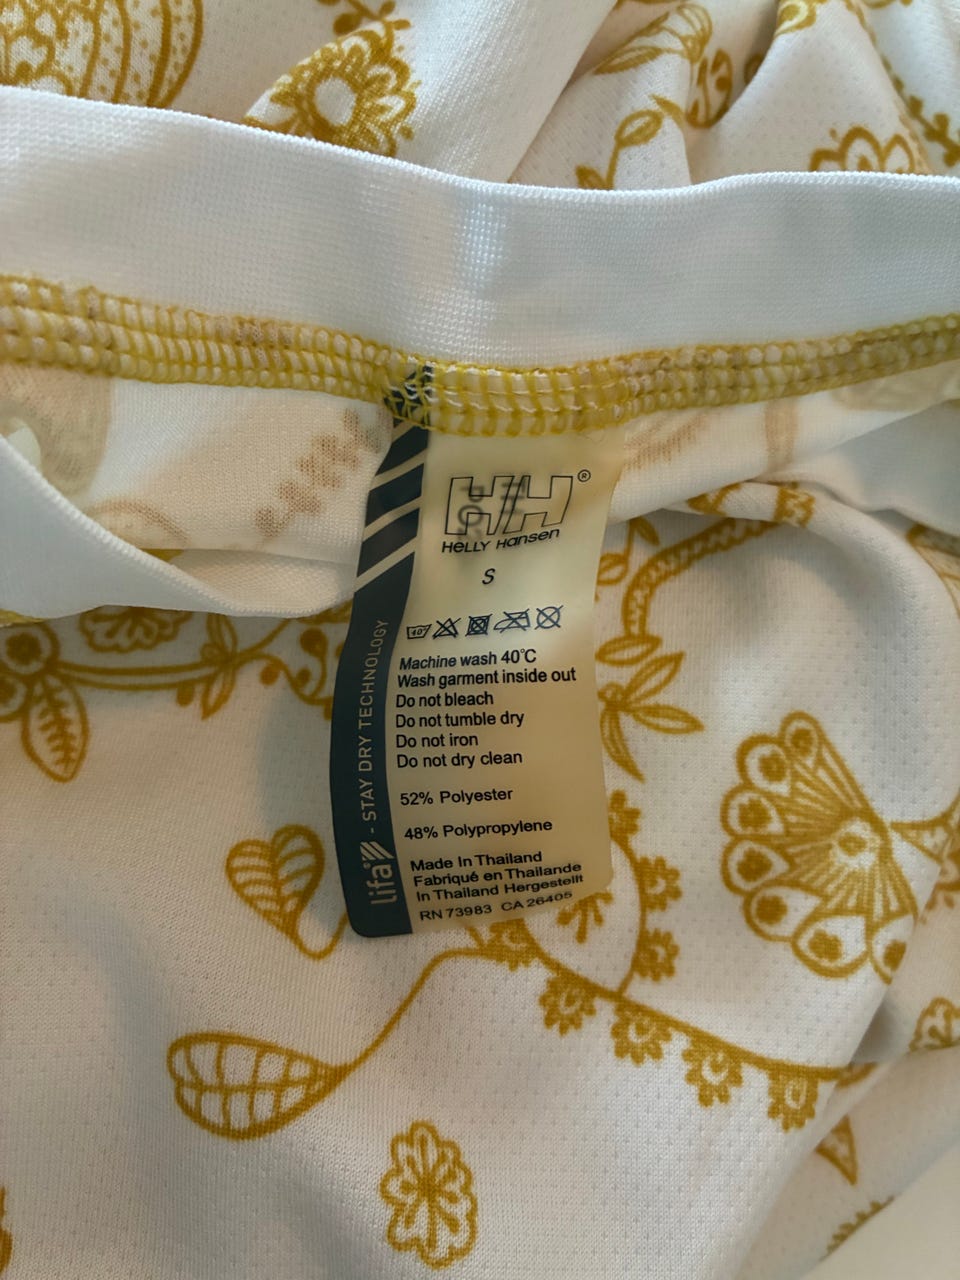 HH®
HELLY HANSEN
S
40°
Machine wash 40°C
Wash garment inside out
Do not bleach
Do not tumble dry
Do not iron
Do not dry clean
52% Polyester
48% Polypropylene
Made In Thailand
Fabriqué en Thailande
In Thailand Hergestellt
RN 73983 CA 26405
lifa® - STAY DRY TECHNOLOGY